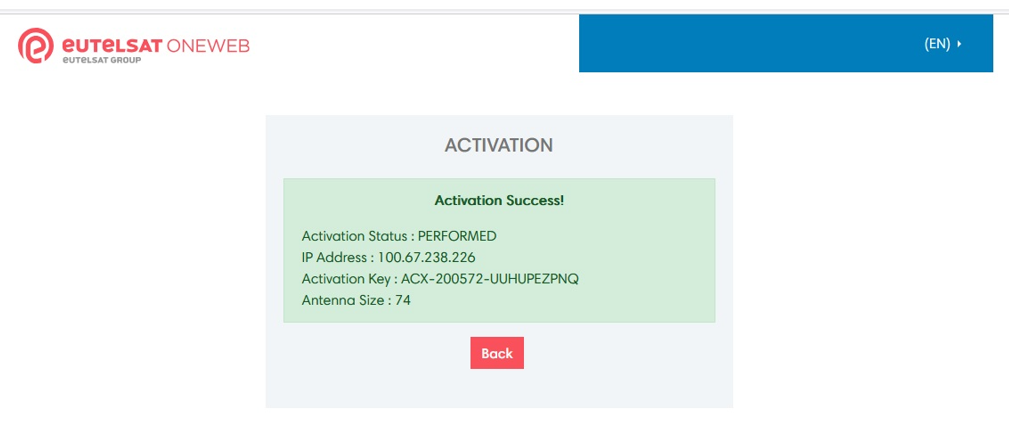 eUTeLSAT ONEWEB
eUTeLSAT GROUP
(EN)
ACTIVATION
Activation Success!
Activation Status : PERFORMED
IP Address : 100.67.238.226
Activation Key : ACX-200572-UUHUPEZPNQ
Antenna Size : 74
Back